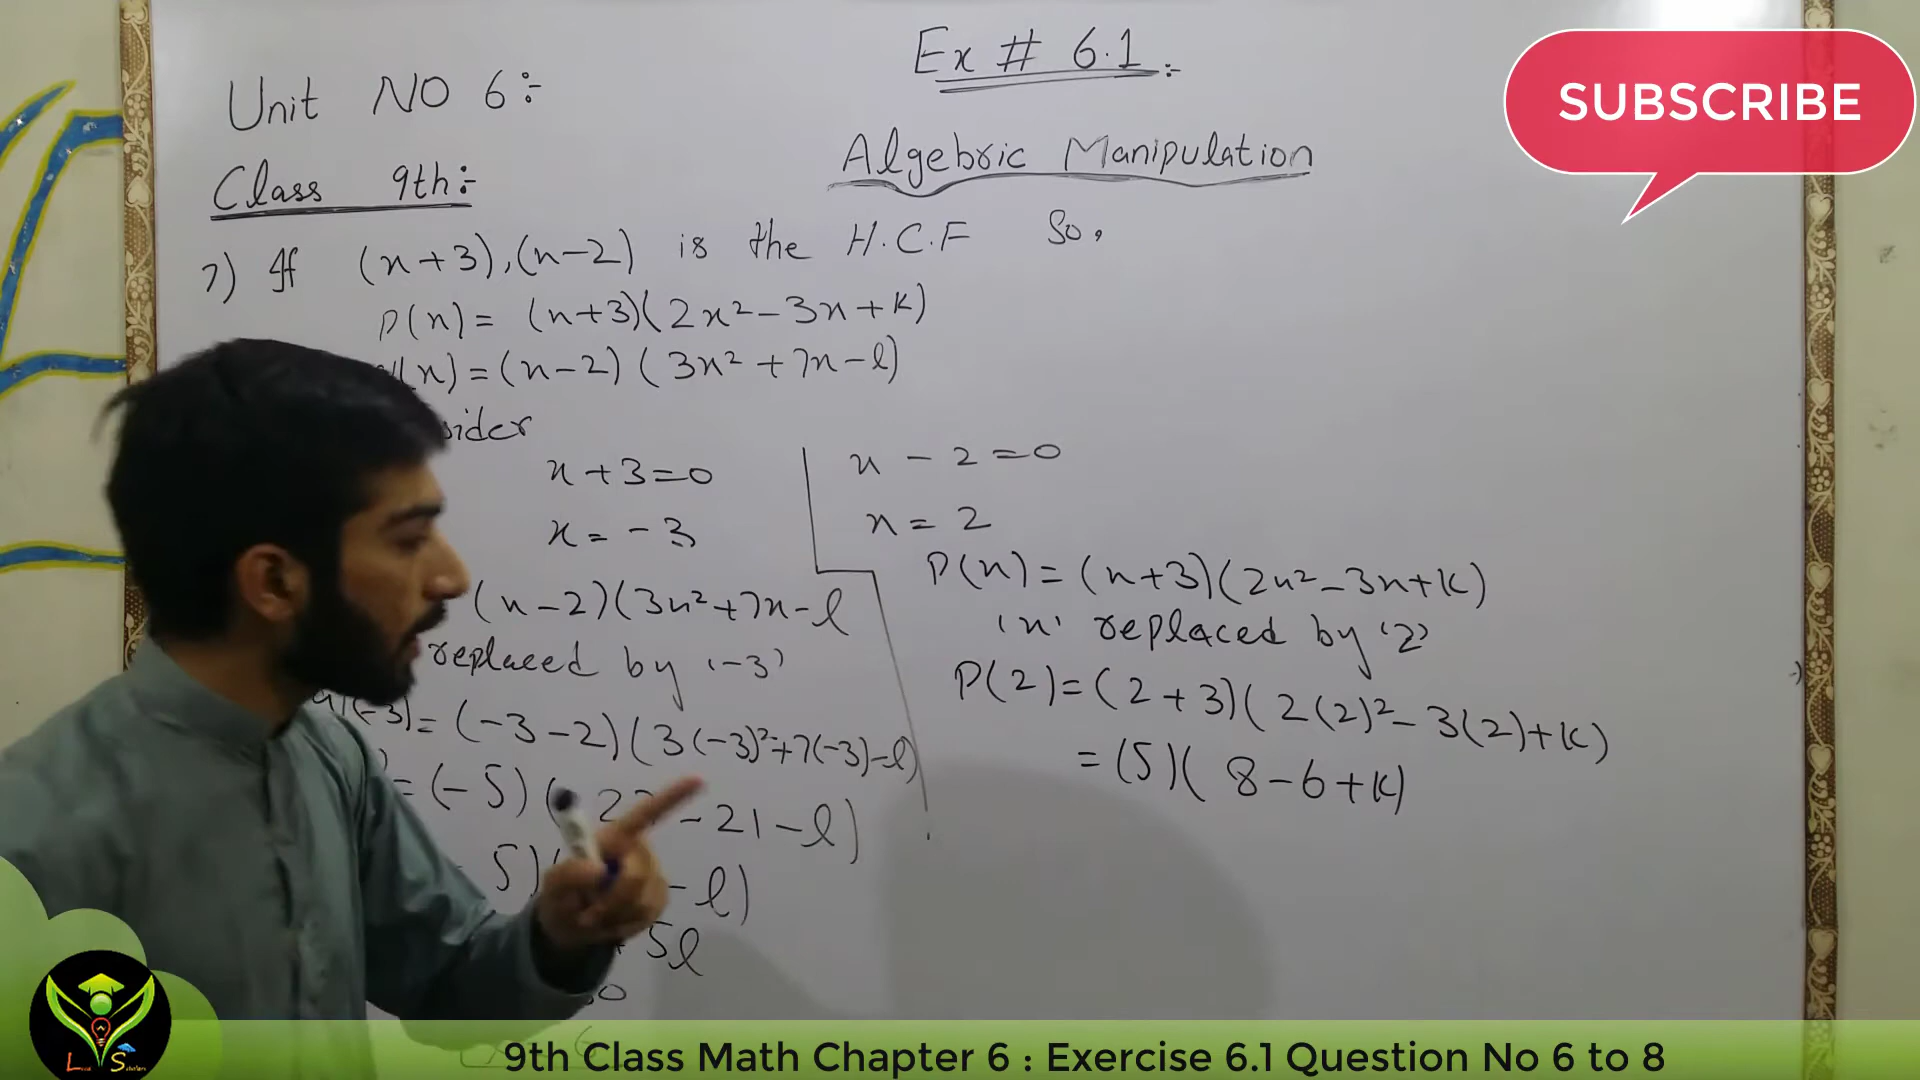 Ex # 6.1 :-
SUBSCRIBE
Unit NO 6 :-
Algebric Manipulation
Class 9th :-
7) If (x+3),(x-2) is the H.C.F So,
P(x) = (x+3)(2x²-3x+k)
(x) = (x-2)(3x²+7x-l)
sider
x+3=0
x=-3
x-2=0
x=2
(x-2)(3x²+7x-l
replaced by '-3'
(-3)=(-3-2)(3(-3)²+7(-3)-l)
=(-5)( -21-l)
5)( -l)
5l
P(x)=(x+3)(2x²-3x+k)
'x' replaced by '2'
P(2)=(2+3)(2(2)²-3(2)+k)
=(5)(8-6+k)
9th Class Math Chapter 6 : Exercise 6.1 Question No 6 to 8